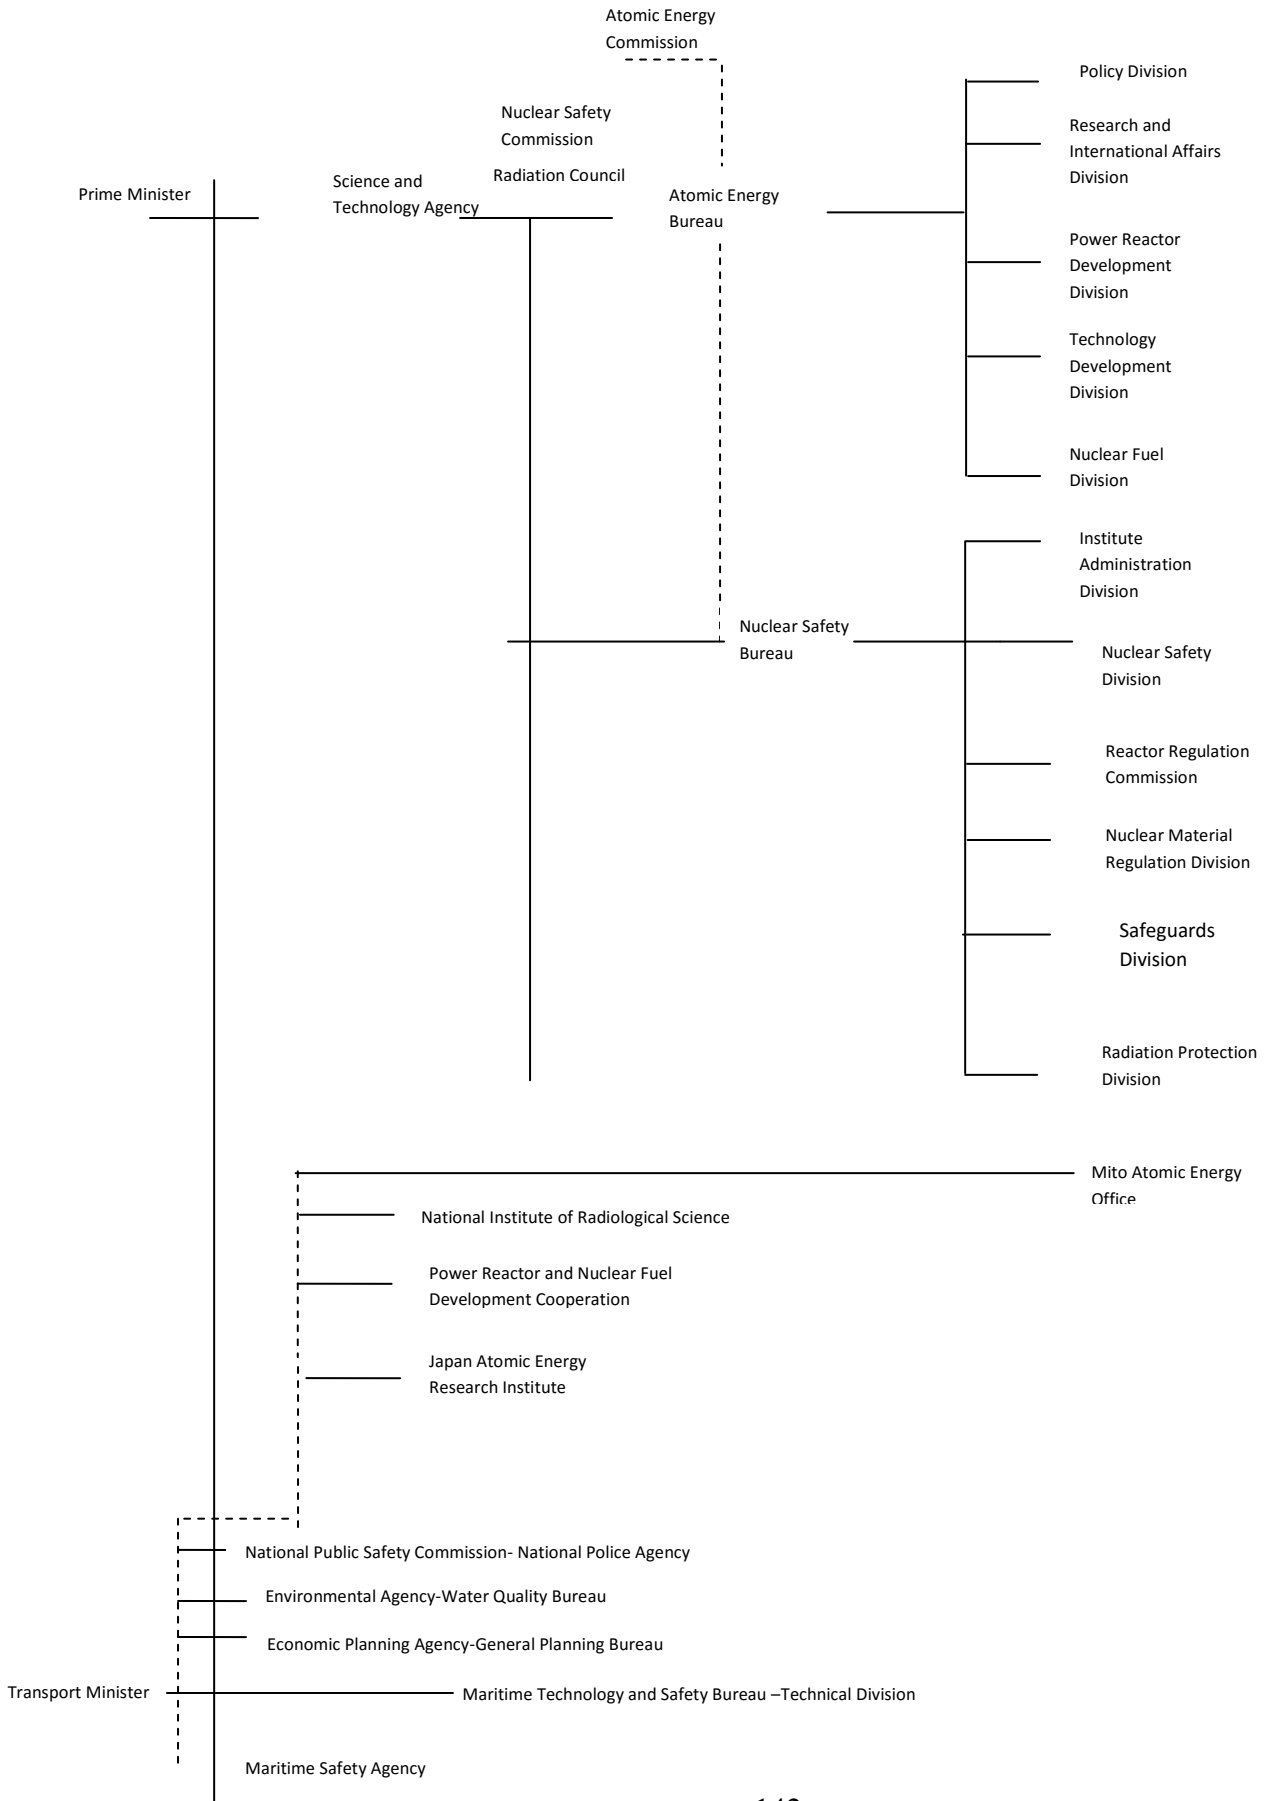 Atomic Energy
Commission
Policy Division
Nuclear Safety
Commission
Research and
International Affairs
Division
Radiation Council
Prime Minister
Science and
Technology Agency
Atomic Energy
Bureau
Power Reactor
Development
Division
Technology
Development
Division
Nuclear Fuel
Division
Institute
Administration
Division
Nuclear Safety
Bureau
Nuclear Safety
Division
Reactor Regulation
Commission
Nuclear Material
Regulation Division
Safeguards
Division
Radiation Protection
Division
Mito Atomic Energy
Office
National Institute of Radiological Science
Power Reactor and Nuclear Fuel
Development Cooperation
Japan Atomic Energy
Research Institute
National Public Safety Commission- National Police Agency
Environmental Agency-Water Quality Bureau
Economic Planning Agency-General Planning Bureau
Transport Minister
Maritime Technology and Safety Bureau –Technical Division
Maritime Safety Agency